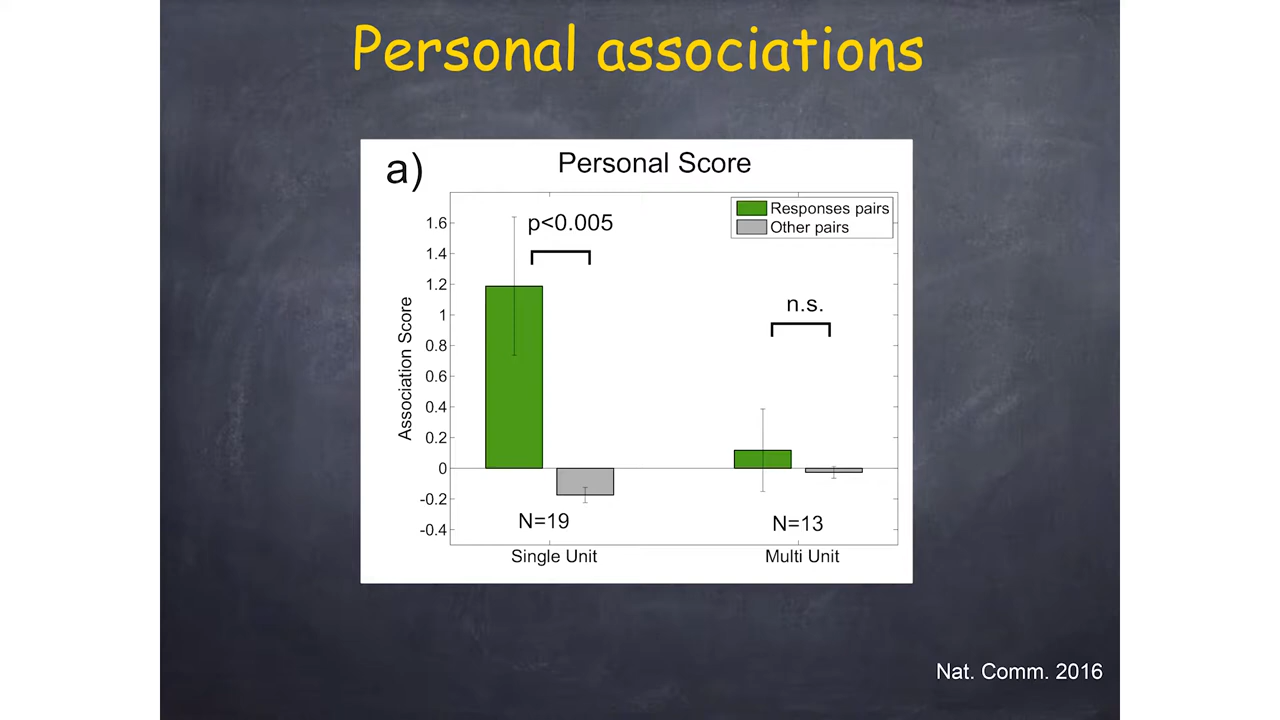 Personal associations
a)
Personal Score
Responses pairs
Other pairs
p<0.005
n.s.
Association Score
1.6
1.4
1.2
1
0.8
0.6
0.4
0.2
0
-0.2
-0.4
N=19
N=13
Single Unit
Multi Unit
Nat. Comm. 2016